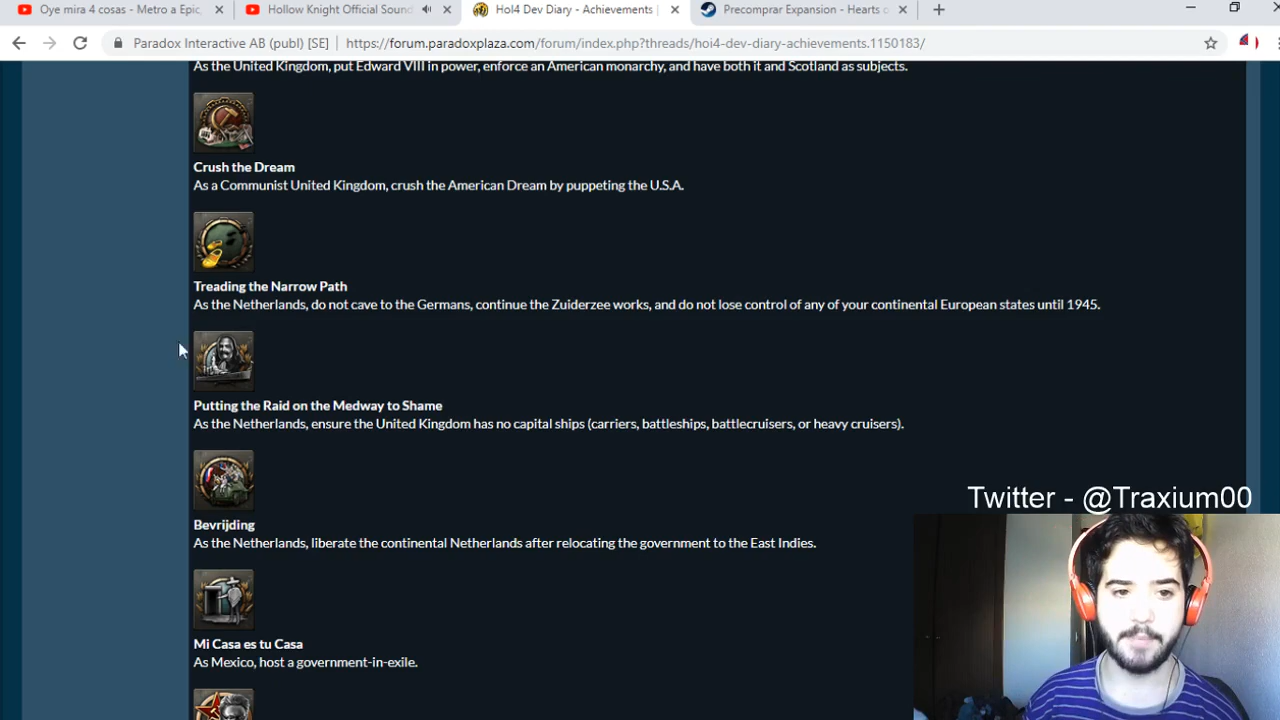 Oye mira 4 cosas - Metro a Epic,
Hollow Knight Official Sound
HoI4 Dev Diary - Achievements |
Precomprar Expansion - Hearts o
Paradox Interactive AB (publ) [SE] | https://forum.paradoxplaza.com/forum/index.php?threads/hoi4-dev-diary-achievements.1150183/
As the United Kingdom, put Edward VIII in power, enforce an American monarchy, and have both it and Scotland as subjects.
Crush the Dream
As a Communist United Kingdom, crush the American Dream by puppeting the U.S.A.
Treading the Narrow Path
As the Netherlands, do not cave to the Germans, continue the Zuiderzee works, and do not lose control of any of your continental European states until 1945.
Putting the Raid on the Medway to Shame
As the Netherlands, ensure the United Kingdom has no capital ships (carriers, battleships, battlecruisers, or heavy cruisers).
Twitter - @Traxium00
Bevrijding
As the Netherlands, liberate the continental Netherlands after relocating the government to the East Indies.
Mi Casa es tu Casa
As Mexico, host a government-in-exile.